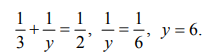 1/3 + 1/y = 1/2, 1/y = 1/6, y = 6.